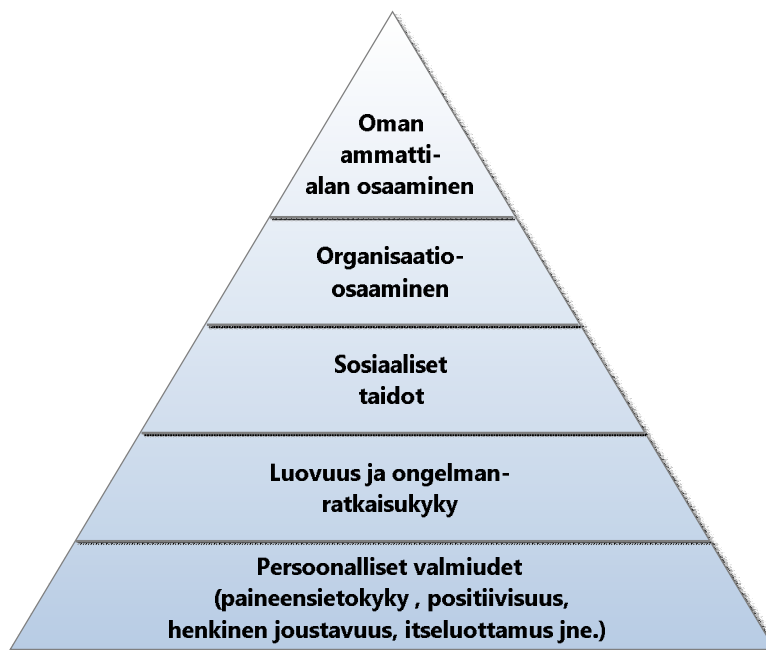 Oman
ammatti-
alan osaaminen
Organisaatio-
osaaminen
Sosiaaliset
taidot
Luovuus ja ongelman-
ratkaisukyky
Persoonalliset valmiudet
(paineensietokyky , positiivisuus,
henkinen joustavuus, itseluottamus jne.)